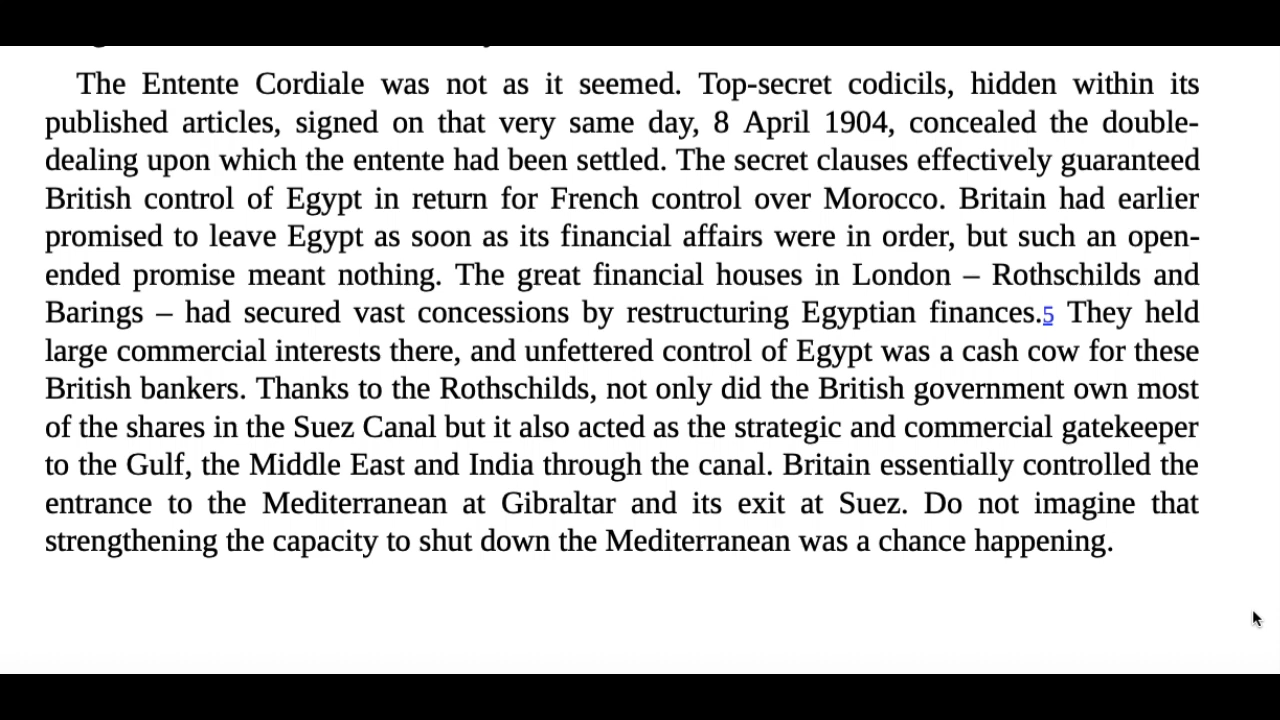 The Entente Cordiale was not as it seemed. Top-secret codicils, hidden within its
published articles, signed on that very same day, 8 April 1904, concealed the double-
dealing upon which the entente had been settled. The secret clauses effectively guaranteed
British control of Egypt in return for French control over Morocco. Britain had earlier
promised to leave Egypt as soon as its financial affairs were in order, but such an open-
ended promise meant nothing. The great financial houses in London – Rothschilds and
Barings – had secured vast concessions by restructuring Egyptian finances.5 They held
large commercial interests there, and unfettered control of Egypt was a cash cow for these
British bankers. Thanks to the Rothschilds, not only did the British government own most
of the shares in the Suez Canal but it also acted as the strategic and commercial gatekeeper
to the Gulf, the Middle East and India through the canal. Britain essentially controlled the
entrance to the Mediterranean at Gibraltar and its exit at Suez. Do not imagine that
strengthening the capacity to shut down the Mediterranean was a chance happening.